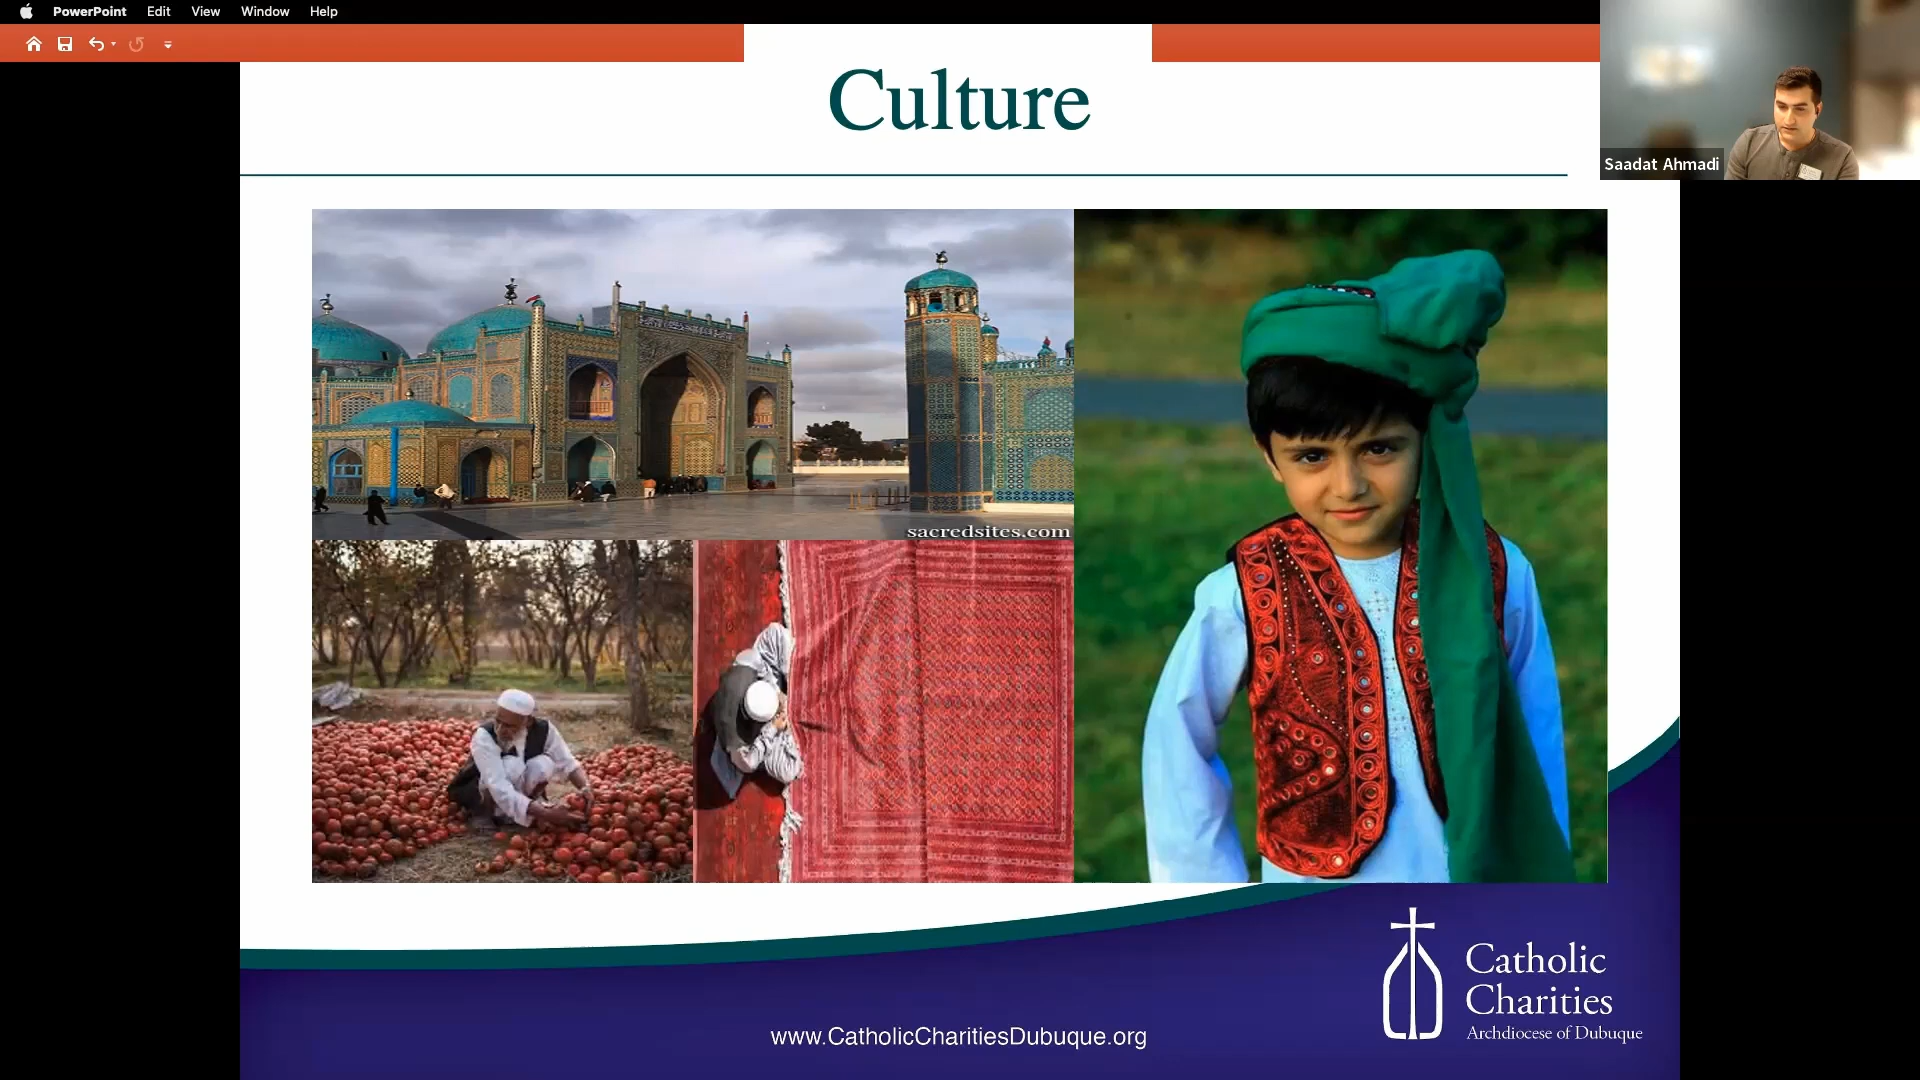 PowerPoint Edit View Window Help
Culture
Saadat Ahmadi
sacredsites.com
Catholic
Charities
Archdiocese of Dubuque
www.CatholicCharitiesDubuque.org